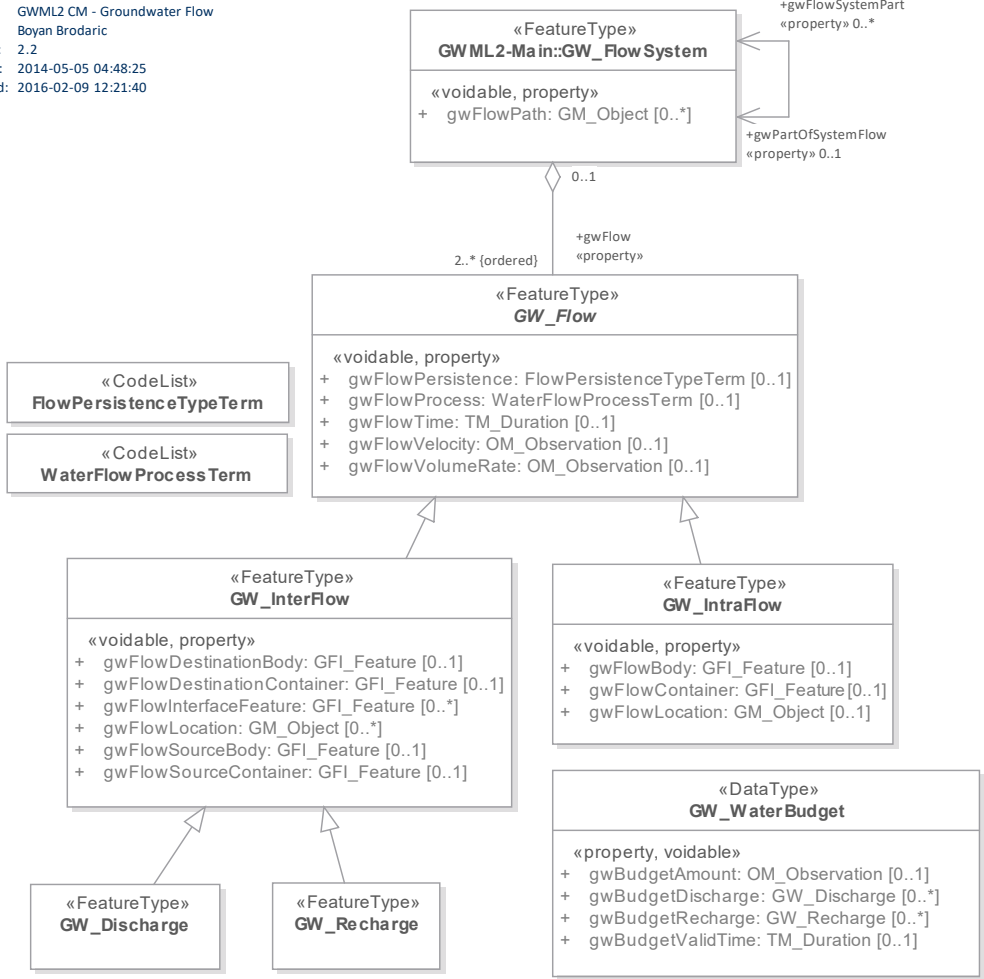 GWML2 CM - Groundwater Flow
Boyan Brodaric
: 2.2
: 2014-05-05 04:48:25
d: 2016-02-09 12:21:40
+gwFlowSystemPart
«property» 0..*
«FeatureType»
GWML2-Main::GW_FlowSystem
«voidable, property»
+ gwFlowPath: GM_Object [0..*]
+gwPartOfSystemFlow
«property» 0..1
0..1
+gwFlow
«property»
2..* {ordered}
«FeatureType»
GW_Flow
«voidable, property»
+ gwFlowPersistence: FlowPersistenceTypeTerm [0..1]
+ gwFlowProcess: WaterFlowProcessTerm [0..1]
+ gwFlowTime: TM_Duration [0..1]
+ gwFlowVelocity: OM_Observation [0..1]
+ gwFlowVolumeRate: OM_Observation [0..1]
«CodeList»
FlowPersistenceTypeTerm
«CodeList»
WaterFlowProcessTerm
«FeatureType»
GW_InterFlow
«voidable, property»
+ gwFlowDestinationBody: GFI_Feature [0..1]
+ gwFlowDestinationContainer: GFI_Feature [0..1]
+ gwFlowInterfaceFeature: GFI_Feature [0..*]
+ gwFlowLocation: GM_Object [0..*]
+ gwFlowSourceBody: GFI_Feature [0..1]
+ gwFlowSourceContainer: GFI_Feature [0..1]
«FeatureType»
GW_IntraFlow
«voidable, property»
+ gwFlowBody: GFI_Feature [0..1]
+ gwFlowContainer: GFI_Feature [0..1]
+ gwFlowLocation: GM_Object [0..1]
«FeatureType»
GW_Discharge
«FeatureType»
GW_Recharge
«DataType»
GW_WaterBudget
«property, voidable»
+ gwBudgetAmount: OM_Observation [0..1]
+ gwBudgetDischarge: GW_Discharge [0..*]
+ gwBudgetRecharge: GW_Recharge [0..*]
+ gwBudgetValidTime: TM_Duration [0..1]